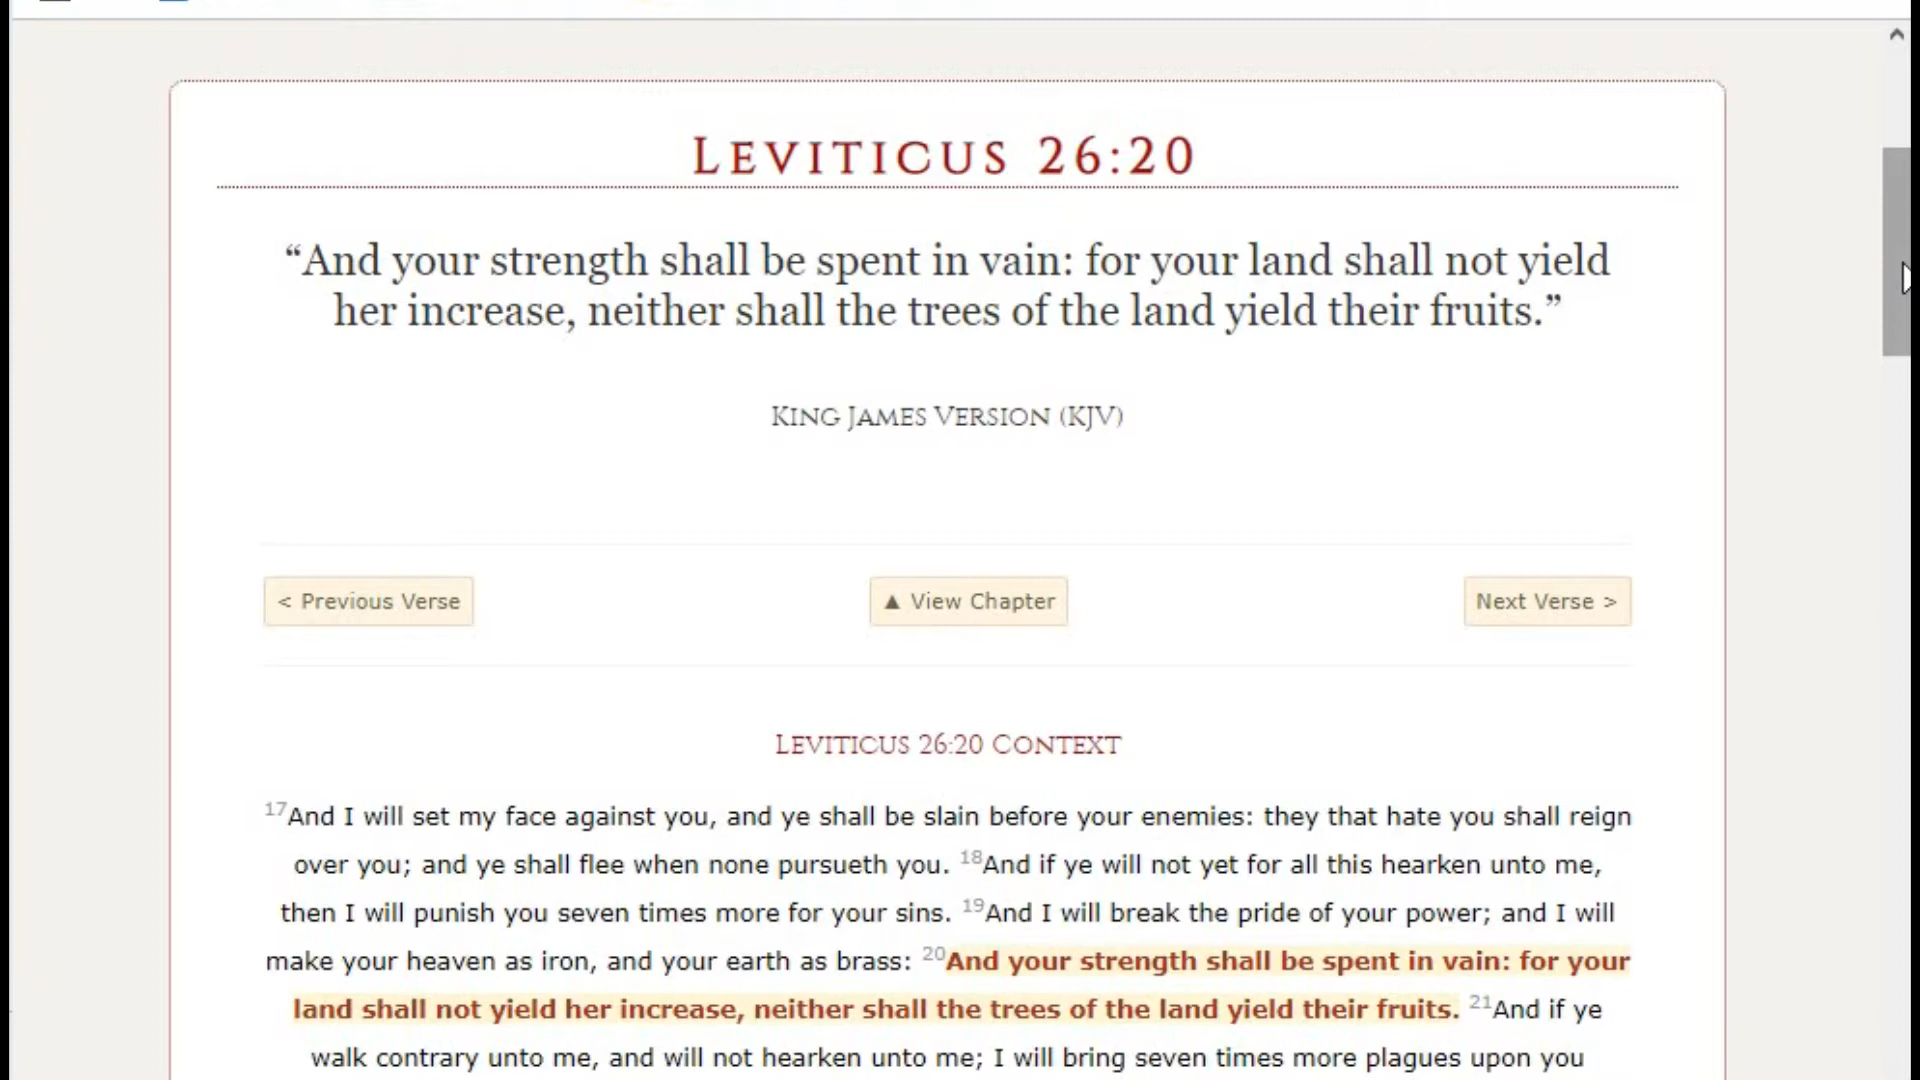 LEVITICUS 26:20
“And your strength shall be spent in vain: for your land shall not yield
her increase, neither shall the trees of the land yield their fruits.”
KING JAMES VERSION (KJV)
< Previous Verse
▲ View Chapter
Next Verse >
LEVITICUS 26:20 CONTEXT
17And I will set my face against you, and ye shall be slain before your enemies: they that hate you shall reign
over you; and ye shall flee when none pursueth you. 18And if ye will not yet for all this hearken unto me,
then I will punish you seven times more for your sins. 19And I will break the pride of your power; and I will
make your heaven as iron, and your earth as brass: 20And your strength shall be spent in vain: for your
land shall not yield her increase, neither shall the trees of the land yield their fruits. 21And if ye
walk contrary unto me, and will not hearken unto me; I will bring seven times more plagues upon you